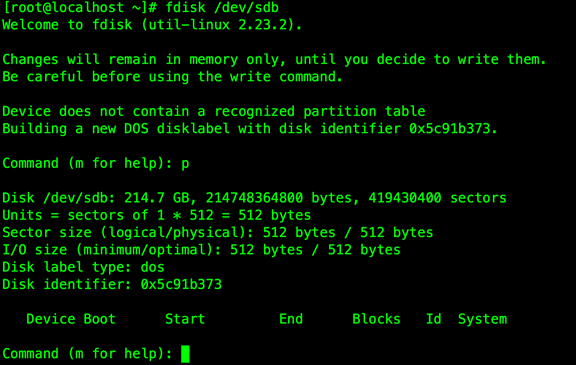 [root@localhost ~]# fdisk /dev/sdb
Welcome to fdisk (util-linux 2.23.2).
Changes will remain in memory only, until you decide to write them.
Be careful before using the write command.
Device does not contain a recognized partition table
Building a new DOS disklabel with disk identifier 0x5c91b373.
Command (m for help): p
Disk /dev/sdb: 214.7 GB, 214748364800 bytes, 419430400 sectors
Units = sectors of 1 * 512 = 512 bytes
Sector size (logical/physical): 512 bytes / 512 bytes
I/O size (minimum/optimal): 512 bytes / 512 bytes
Disk label type: dos
Disk identifier: 0x5c91b373
   Device Boot      Start         End      Blocks   Id  System
Command (m for help):